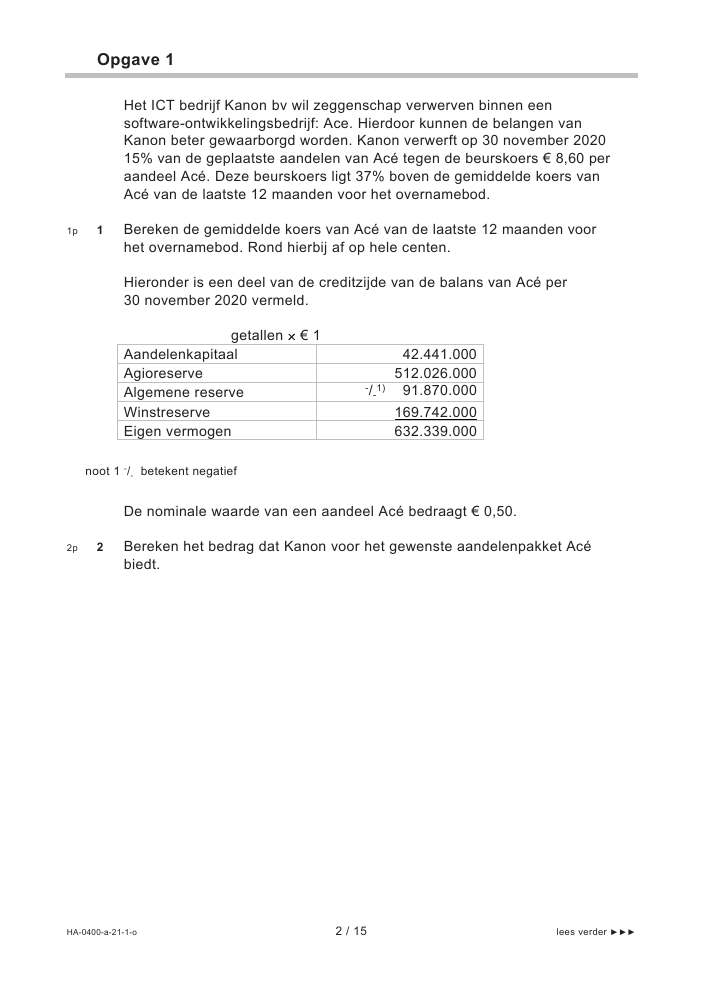 Opgave 1
Het ICT bedrijf Kanon bv wil zeggenschap verwerven binnen een
software-ontwikkelingsbedrijf: Ace. Hierdoor kunnen de belangen van
Kanon beter gewaarborgd worden. Kanon verwerft op 30 november 2020
15% van de geplaatste aandelen van Acé tegen de beurskoers € 8,60 per
aandeel Acé. Deze beurskoers ligt 37% boven de gemiddelde koers van
Acé van de laatste 12 maanden voor het overnamebod.
1p 1 Bereken de gemiddelde koers van Acé van de laatste 12 maanden voor
het overnamebod. Rond hierbij af op hele centen.
Hieronder is een deel van de creditzijde van de balans van Acé per
30 november 2020 vermeld.
getallen × € 1
Aandelenkapitaal 42.441.000
Agioreserve 512.026.000
Algemene reserve -/-1) 91.870.000
Winstreserve 169.742.000
Eigen vermogen 632.339.000
noot 1 -/- betekent negatief
De nominale waarde van een aandeel Acé bedraagt € 0,50.
2p 2 Bereken het bedrag dat Kanon voor het gewenste aandelenpakket Acé
biedt.
HA-0400-a-21-1-o 2 / 15 lees verder ►►►